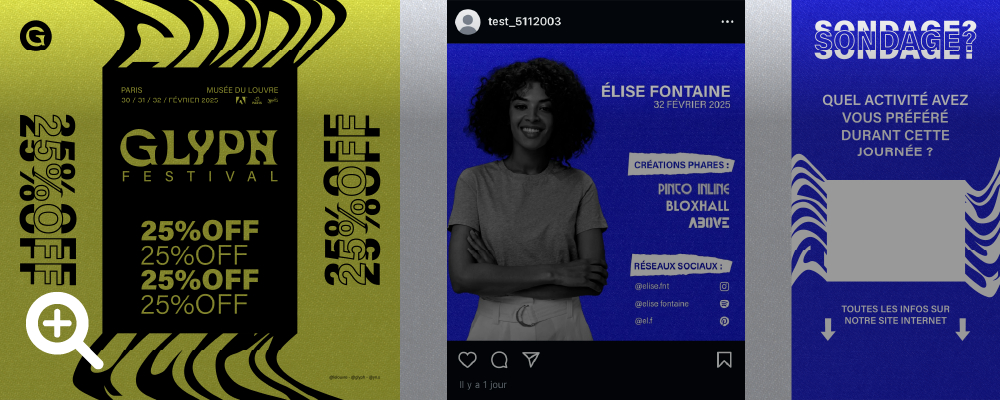 G
PARIS
30 / 31 / 32 / FÉVRIER 2025
MUSÉE DU LOUVRE
GLYPH
FESTIVAL
25%OFF
25%OFF
25%OFF
25%OFF
25%OFF
25%OFF
25%OFF
25%OFF
test_5112003
ÉLISE FONTAINE
32 FÉVRIER 2025
CRÉATIONS PHARES :
PINTO INLINE
BLOXHALL
ABOVE
RÉSEAUX SOCIAUX :
@elise.fnt
@elise fontaine
@el.f
Il y a 1 jour
SONDAGE?
SONDAGE?
QUEL ACTIVITÉ AVEZ
VOUS PRÉFÉRÉ
DURANT CETTE
JOURNÉE ?
TOUTES LES INFOS SUR
NOTRE SITE INTERNET